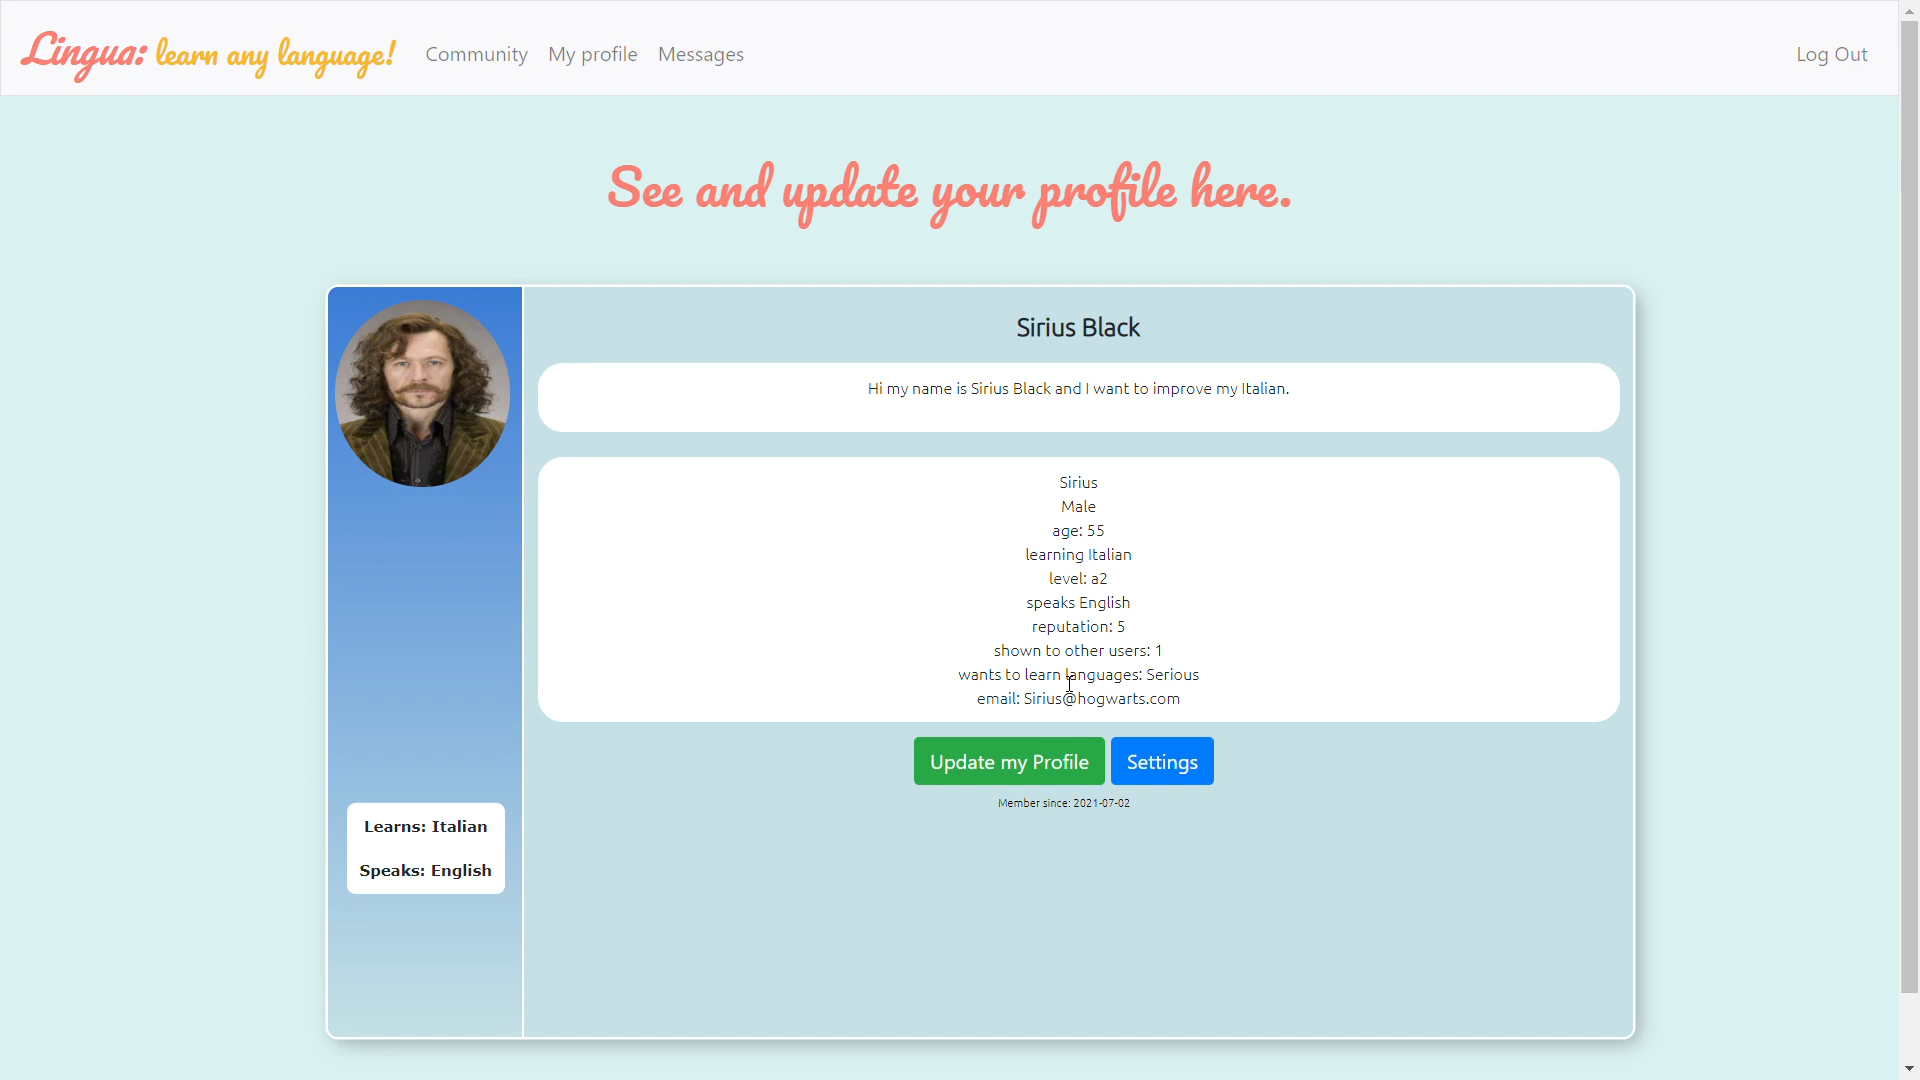 Lingua: learn any language! Community My profile Messages Log Out
See and update your profile here.
Sirius Black
Hi my name is Sirius Black and I want to improve my Italian.
Sirius
Male
age: 55
learning Italian
level: a2
speaks English
reputation: 5
shown to other users: 1
wants to learn languages: Serious
email: Sirius@hogwarts.com
Update my Profile Settings
Member since: 2021-07-02
Learns: Italian
Speaks: English